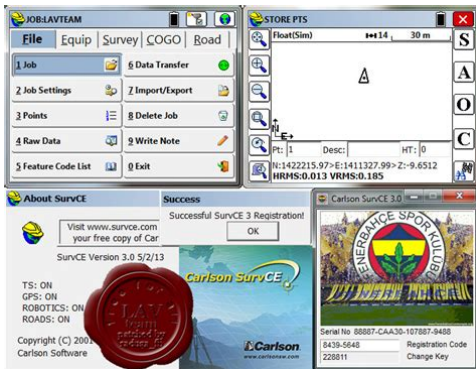 JOB:LAVTEAM
File Equip Survey COGO Road
1 Job
6 Data Transfer
2 Job Settings
7 Import/Export
3 Points
8 Delete Job
4 Raw Data
9 Write Note
5 Feature Code List
0 Exit
STORE PTS
Float(Sim) 14 30 m
S
A
O
C
N
E
Pt: 1 Desc: HT: 0
N:1422215.97>E:1411327.99>Z:-9.6512
HRMS:0.013 VRMS:0.185
About SurvCE
Visit www.survce.com
your free copy of Car
SurvCE Version 3.0 5/2/13
TS: ON
GPS: ON
ROBOTICS: ON
ROADS: ON
Copyright (C) 2001
Carlson Software
LAV
team
Success
Successful SurvCE 3 Registration!
OK
Carlson SurvCE
Carlson
www.carlsonsw.com
Carlson SurvCE 3.0
FENERBAHÇE SPOR KULUBÜ
Serial No 88887-CAA30-107887-9488
8439-5648 Registration Code
228811 Change Key